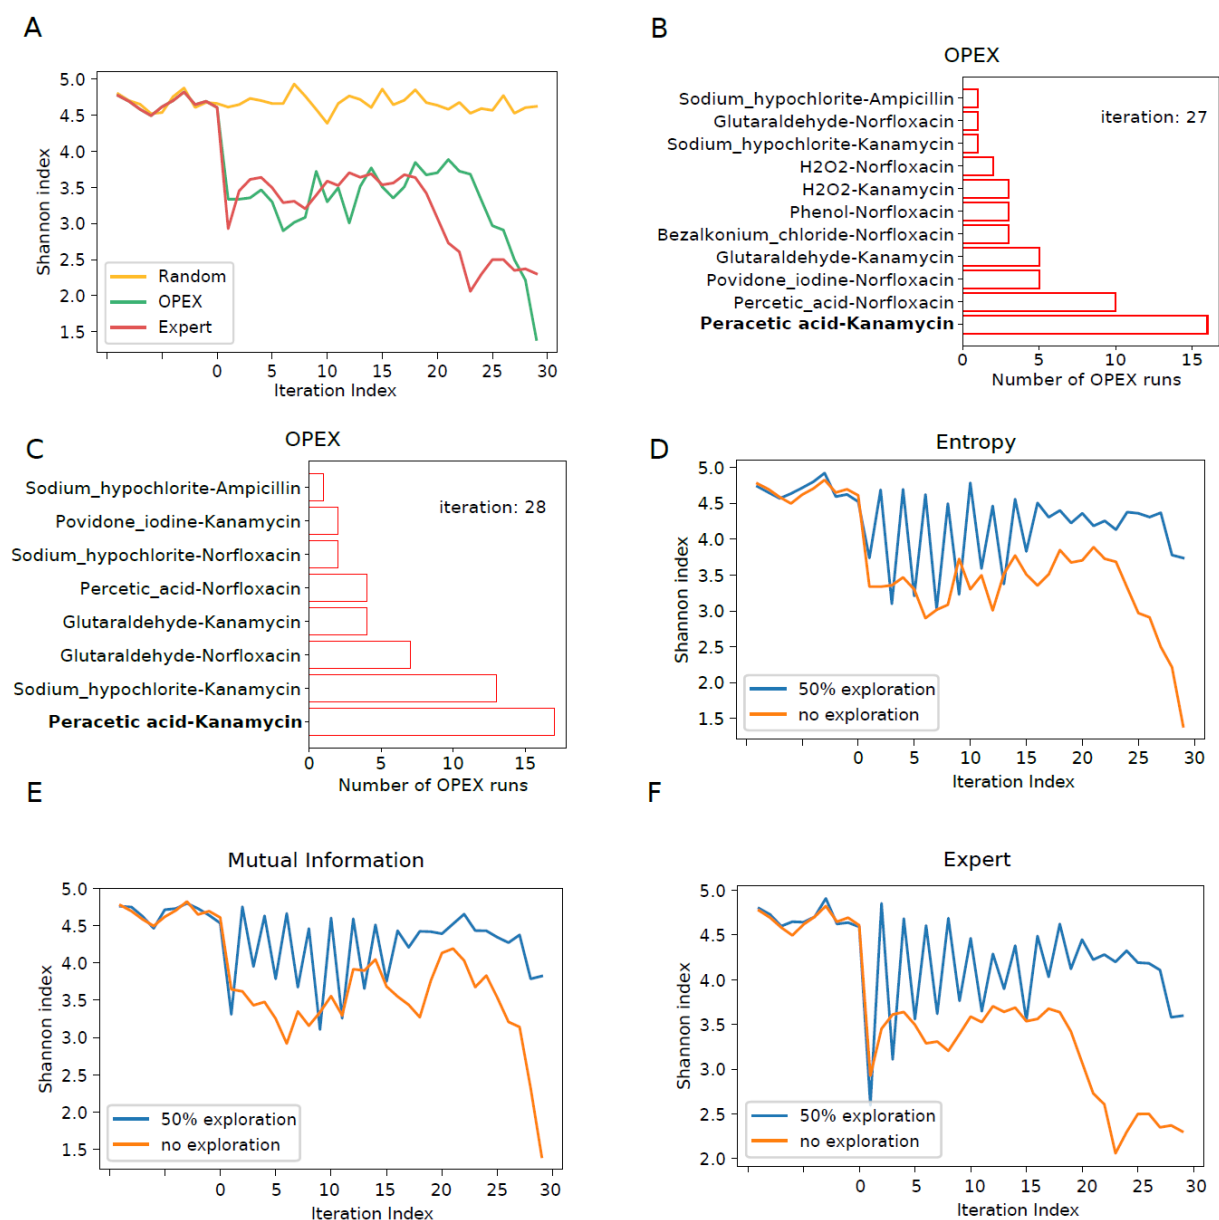 A
5.0
4.5
4.0
3.5
3.0
2.5
2.0
1.5
Shannon index
Random
OPEX
Expert
0 5 10 15 20 25 30
Iteration Index
B
OPEX
iteration: 27
Sodium_hypochlorite-Ampicillin
Glutaraldehyde-Norfloxacin
Sodium_hypochlorite-Kanamycin
H2O2-Norfloxacin
H2O2-Kanamycin
Phenol-Norfloxacin
Bezalkonium_chloride-Norfloxacin
Glutaraldehyde-Kanamycin
Povidone_iodine-Norfloxacin
Percetic_acid-Norfloxacin
Peracetic acid-Kanamycin
0 5 10 15
Number of OPEX runs
C
OPEX
iteration: 28
Sodium_hypochlorite-Ampicillin
Povidone_iodine-Kanamycin
Sodium_hypochlorite-Norfloxacin
Percetic_acid-Norfloxacin
Glutaraldehyde-Kanamycin
Glutaraldehyde-Norfloxacin
Sodium_hypochlorite-Kanamycin
Peracetic acid-Kanamycin
0 5 10 15
Number of OPEX runs
D
Entropy
5.0
4.5
4.0
3.5
3.0
2.5
2.0
1.5
Shannon index
50% exploration
no exploration
0 5 10 15 20 25 30
Iteration Index
E
Mutual Information
5.0
4.5
4.0
3.5
3.0
2.5
2.0
1.5
Shannon index
50% exploration
no exploration
0 5 10 15 20 25 30
Iteration Index
F
Expert
5.0
4.5
4.0
3.5
3.0
2.5
2.0
Shannon index
50% exploration
no exploration
0 5 10 15 20 25 30
Iteration Index